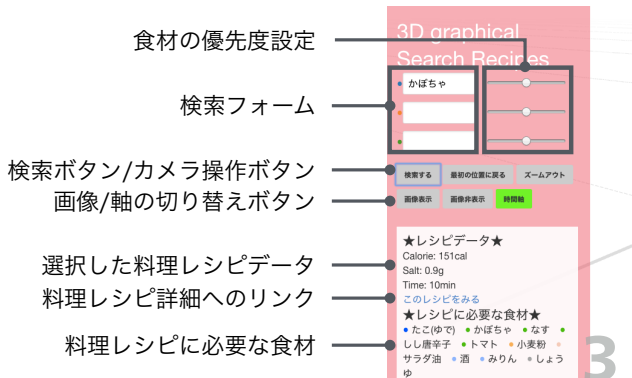 3D graphical
食材の優先度設定
Search Recipes
かぼちゃ
検索フォーム
検索ボタン/カメラ操作ボタン
検索する 最初の位置に戻る ズームアウト
画像/軸の切り替えボタン
画像表示 画像非表示 時間軸
★レシピデータ★
選択した料理レシピデータ
Calorie: 151cal
Salt: 0.9g
Time: 10min
料理レシピ詳細へのリンク
このレシピをみる
★レシピに必要な食材★
料理レシピに必要な食材
• たこ(ゆで) • かぼちゃ • なす •
しし唐辛子 • トマト • 小麦粉 •
サラダ油 • 酒 • みりん • しょう
ゆ
3